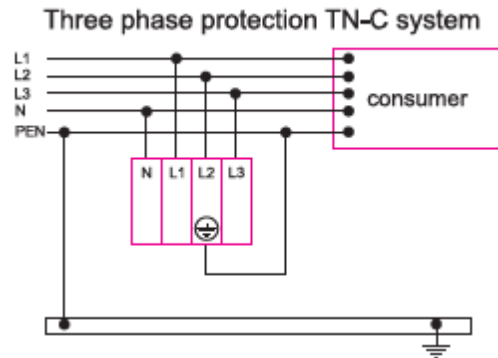 Three phase protection TN-C system
L1
L2
L3
N
PEN
consumer
N L1 L2 L3